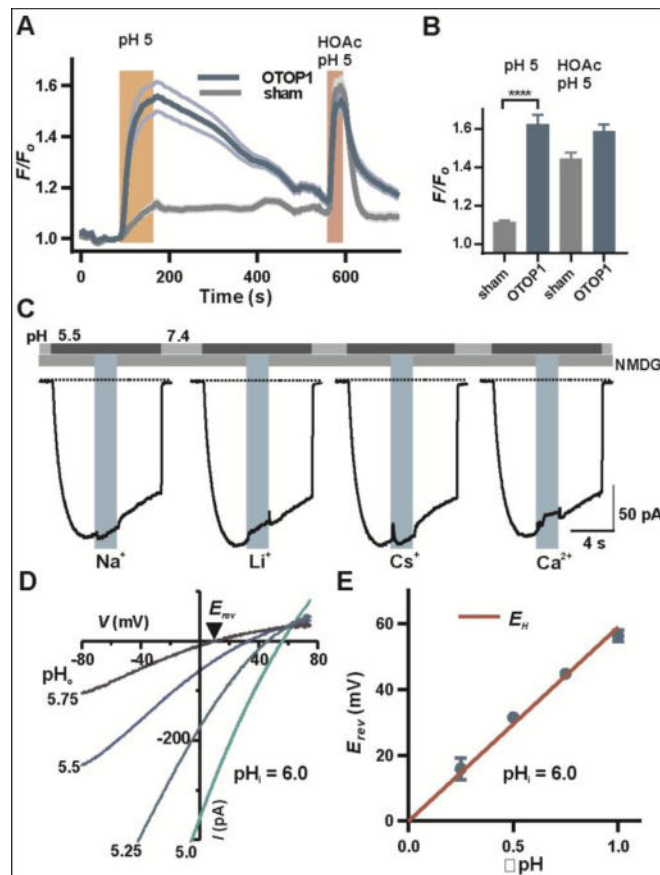 A
pH 5
HOAc
pH 5
OTOP1
sham
F/Fo
1.6
1.4
1.2
1.0
0
200
400
600
Time (s)
B
pH 5
HOAc
pH 5
****
F/Fo
1.6
1.4
1.2
1.0
sham
OTOP1
sham
OTOP1
C
pH 5.5 7.4
NMDG
50 pA
4 s
Na⁺
Li⁺
Cs⁺
Ca²⁺
D
V (mV)
Erev
-80 -40 0 40 80
pHo
5.75
5.5
5.25
5.0
-200
I (pA)
pHi = 6.0
E
EH
Erev (mV)
60
40
20
0
pHi = 6.0
0.0 0.5 1.0
□pH